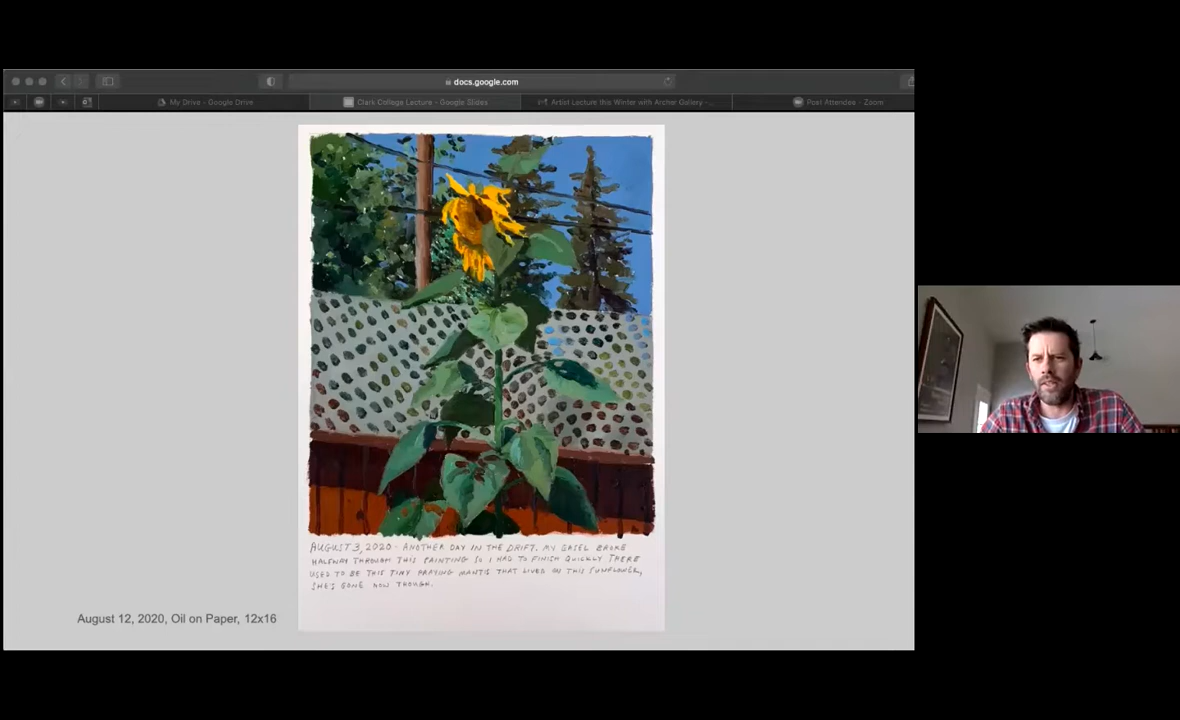 docs.google.com
My Drive - Google Drive
Clark College Lecture - Google Slides
Artist Lecture this Winter with Archer Gallery -...
Post Attendee - Zoom
AUGUST 3, 2020 - ANOTHER DAY IN THE DRIFT. MY EASEL BROKE
HALFWAY THROUGH THIS PAINTING SO I HAD TO FINISH QUICKLY THERE
USED TO BE THIS TINY PRAYING MANTIS THAT LIVED ON THIS SUNFLOWER,
SHE'S GONE NOW THOUGH.
August 12, 2020, Oil on Paper, 12x16